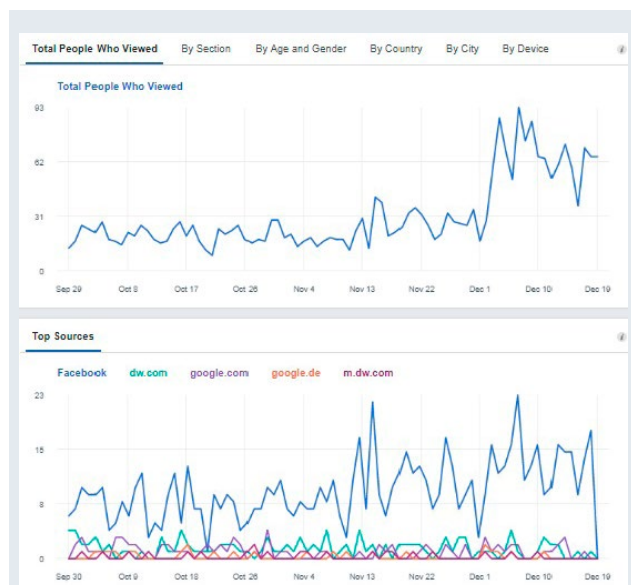 Total People Who Viewed By Section By Age and Gender By Country By City By Device
Total People Who Viewed
93
62
31
0
Sep 29 Oct 8 Oct 17 Oct 26 Nov 4 Nov 13 Nov 22 Dec 1 Dec 10 Dec 19
Top Sources
Facebook dw.com google.com google.de m.dw.com
23
15
8
0
Sep 30 Oct 9 Oct 18 Oct 26 Nov 4 Nov 13 Nov 22 Dec 1 Dec 10 Dec 19